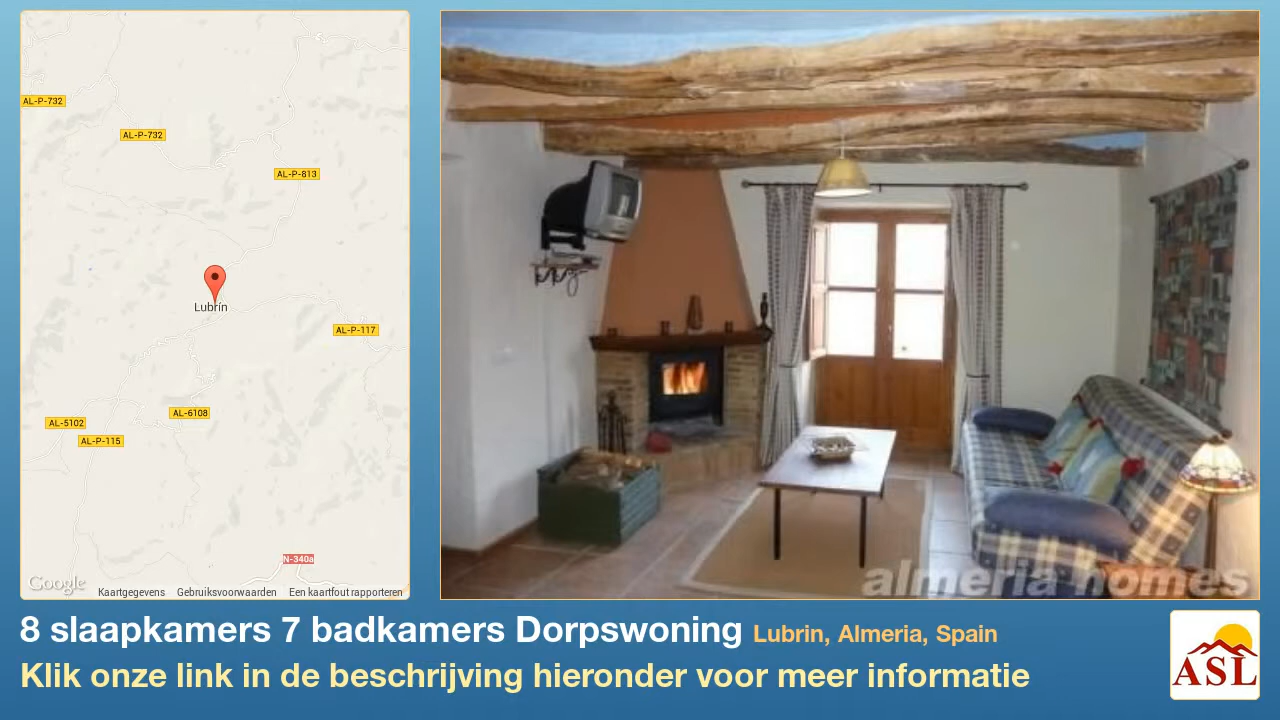 AL-P-732
AL-P-732
AL-P-813
Lubrín
AL-P-117
AL-6108
AL-5102
AL-P-115
N-340a
Google
Kaartgegevens Gebruiksvoorwaarden Een kaartfout rapporteren
almeria homes
8 slaapkamers 7 badkamers Dorpswoning Lubrin, Almeria, Spain
Klik onze link in de beschrijving hieronder voor meer informatie
ASL